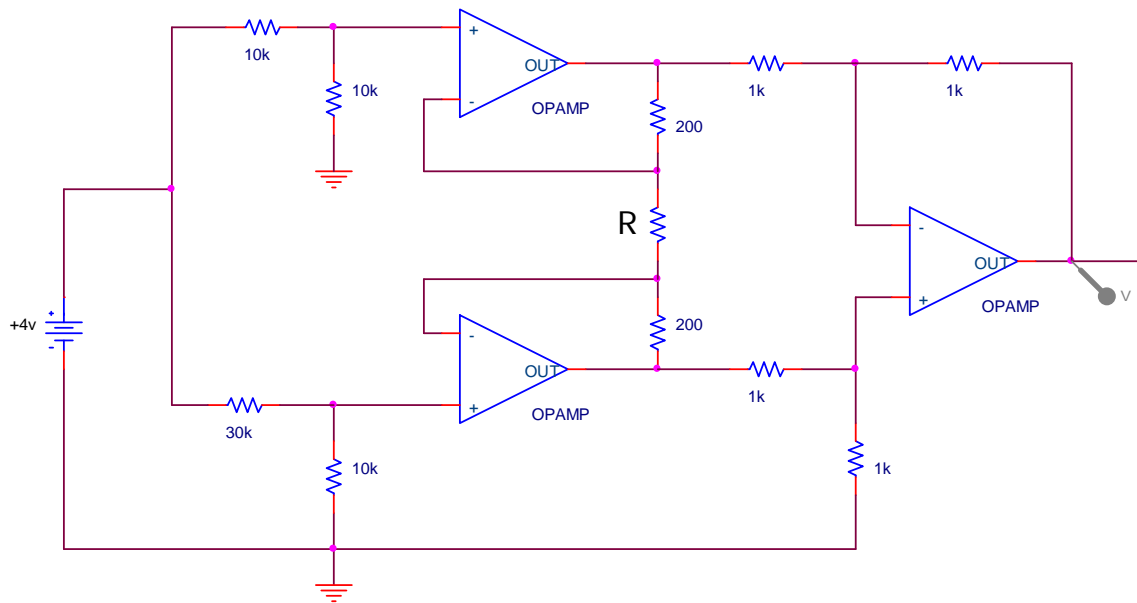 +
OUT
-
OPAMP
10k
10k
1k
1k
200
R
-
OUT
+
OPAMP
V
+4v
+
-
200
-
OUT
+
OPAMP
1k
30k
10k
1k